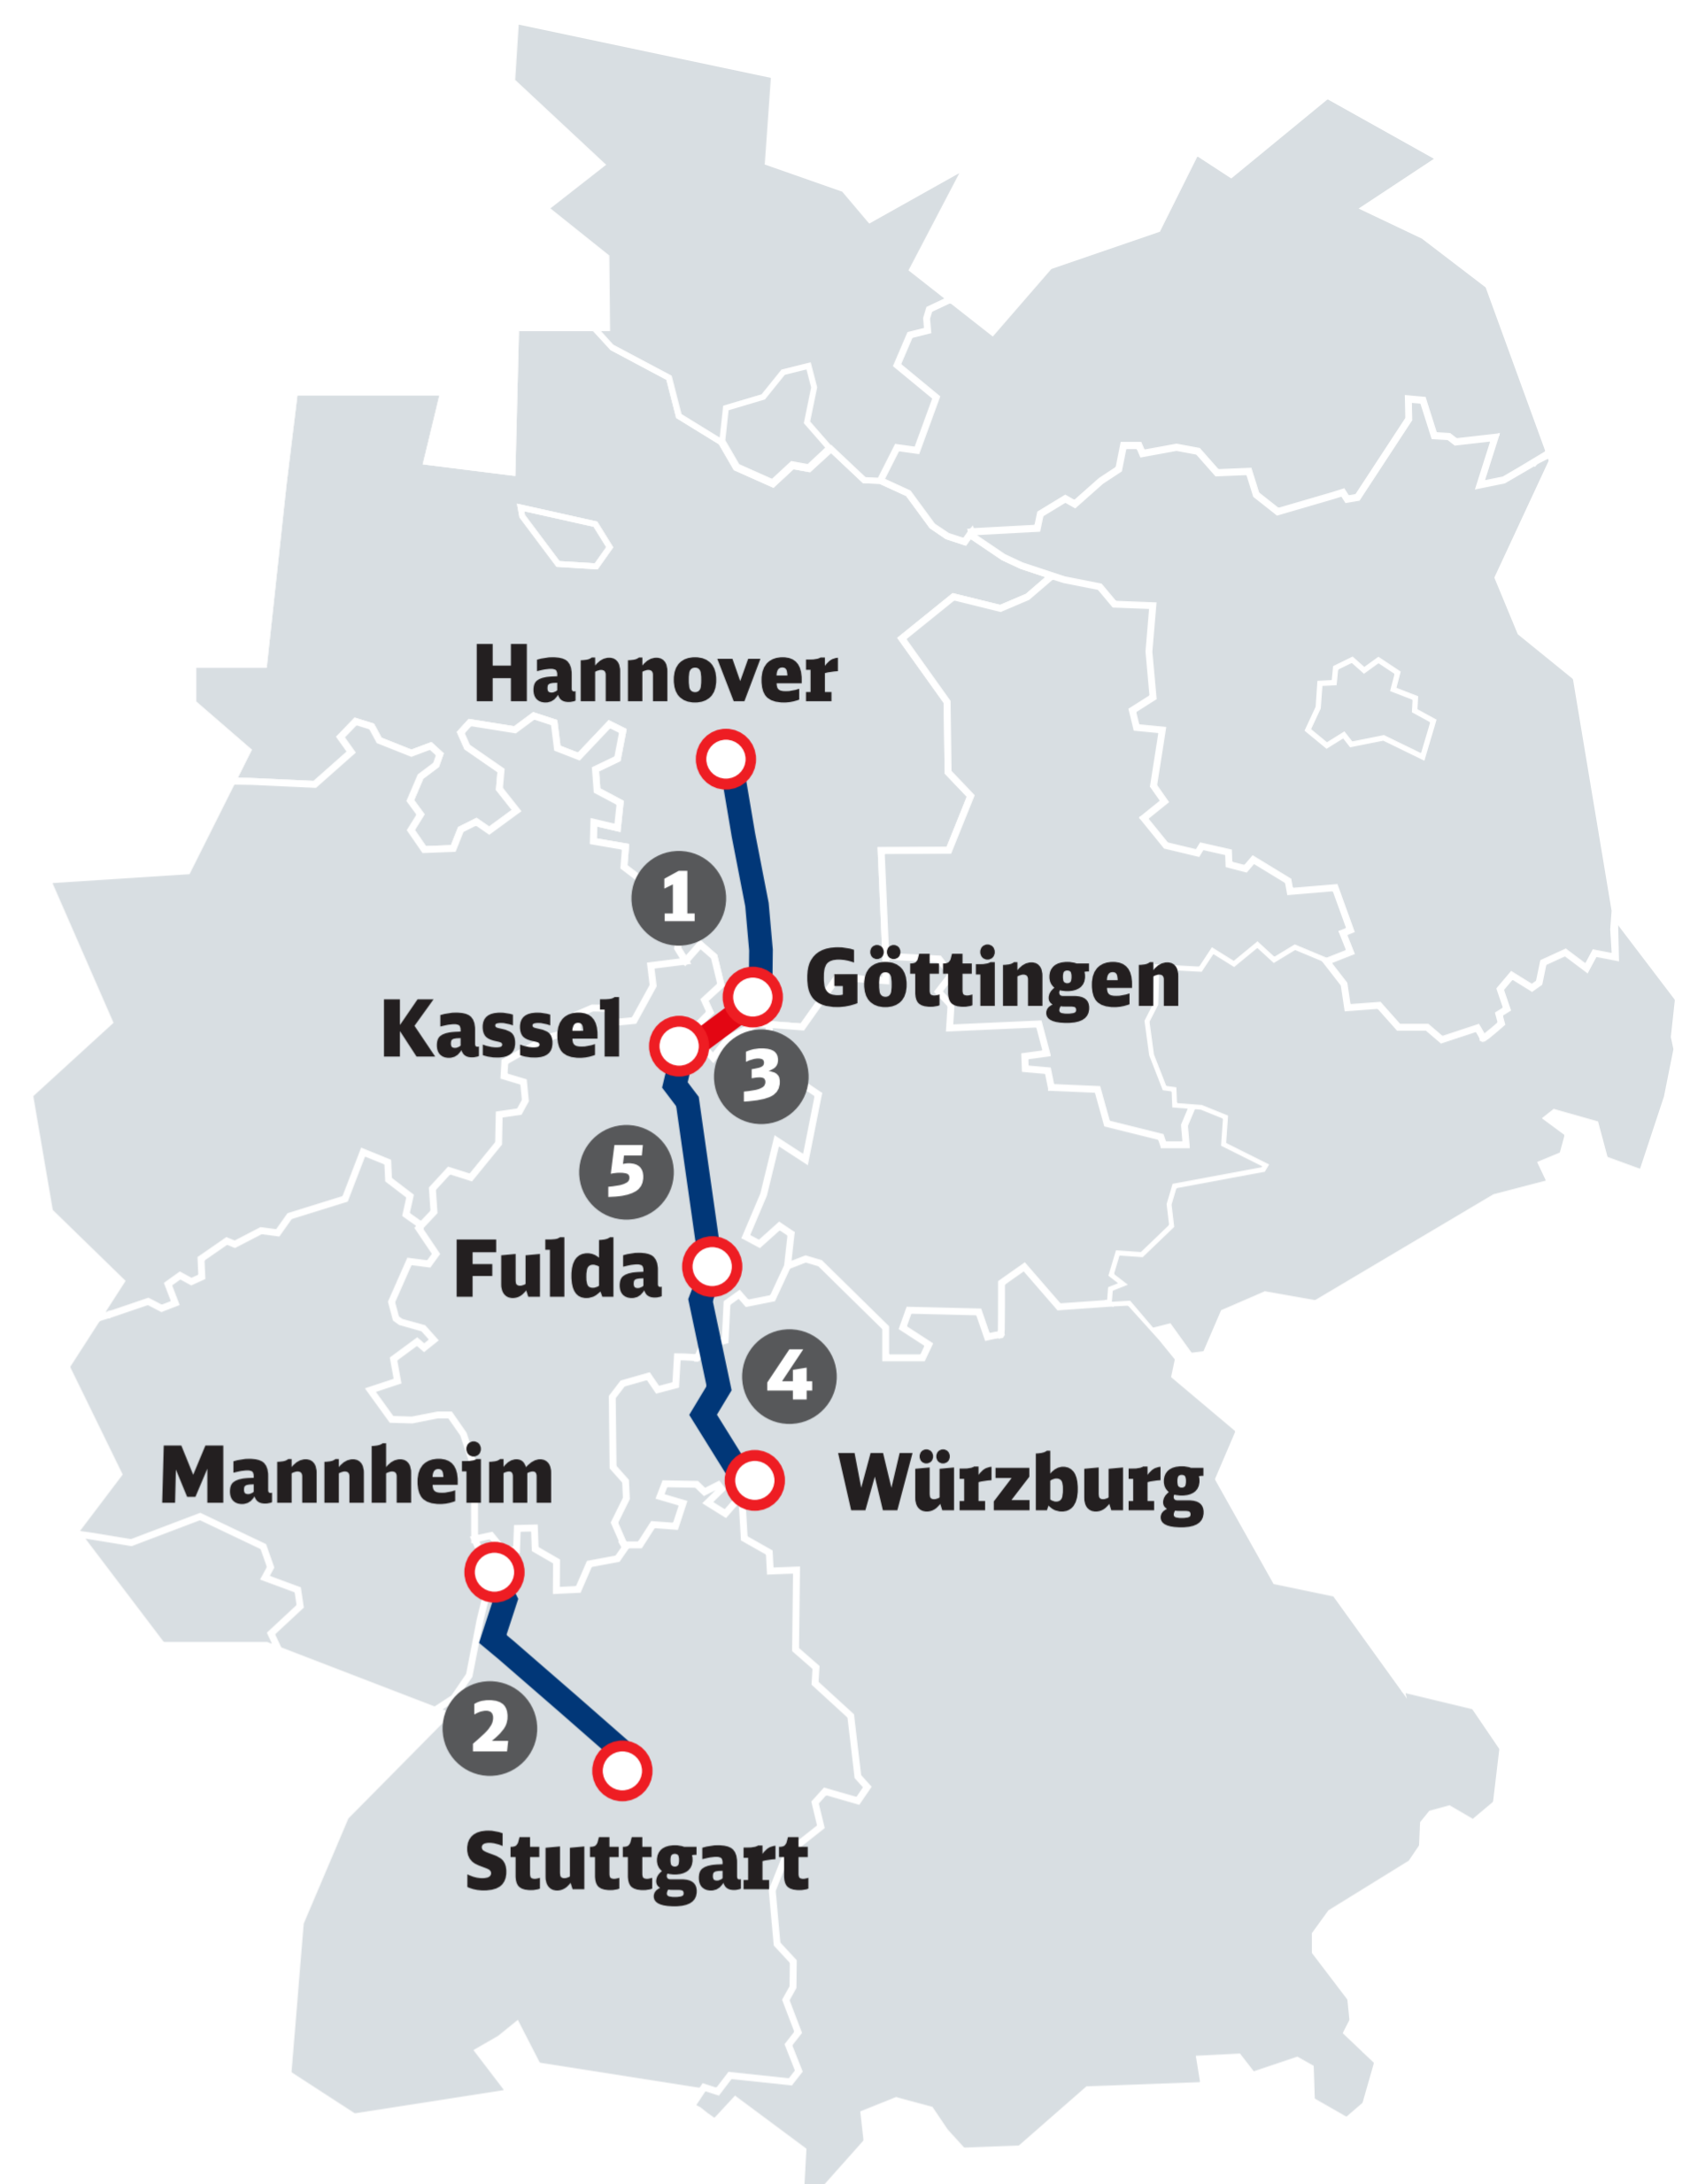 Hannover
1
Göttingen
Kassel
3
5
Fulda
4
Mannheim
Würzburg
2
Stuttgart